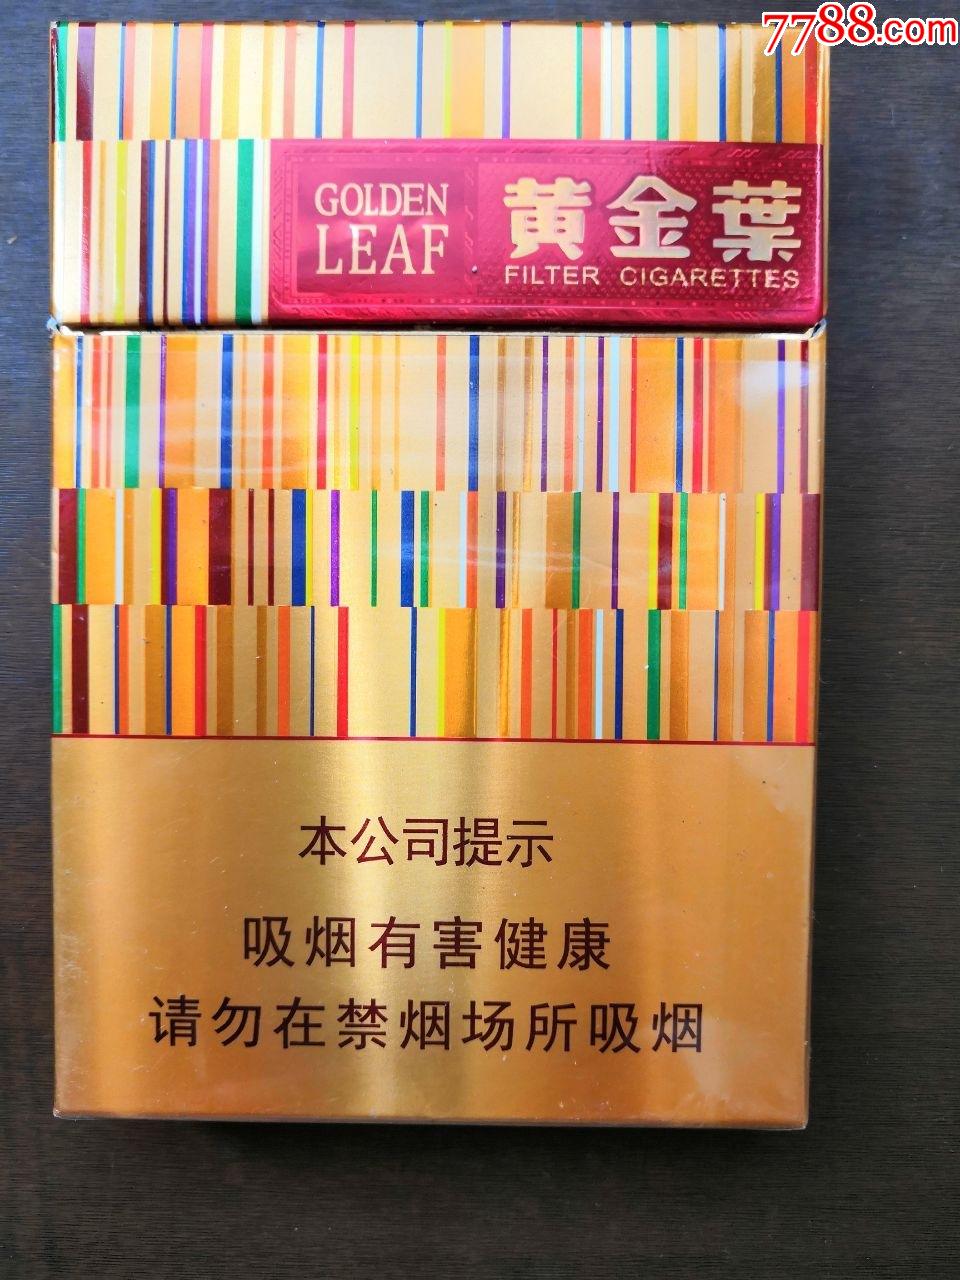 7788.com
GOLDEN
LEAF
黄金葉
FILTER CIGARETTES
本公司提示
吸烟有害健康
请勿在禁烟场所吸烟